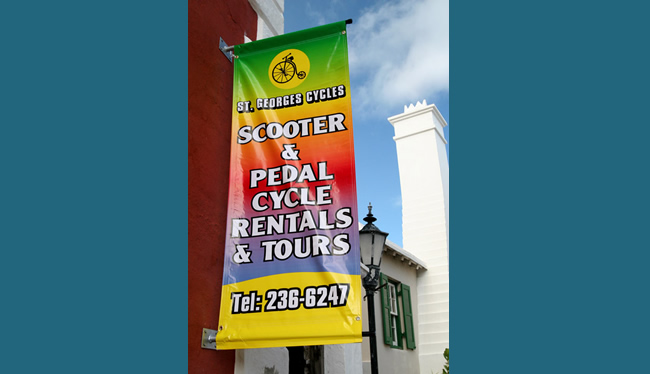 ST. GEORGES CYCLES
SCOOTER
&
PEDAL
CYCLE
RENTALS
& TOURS
Tel: 236-6247